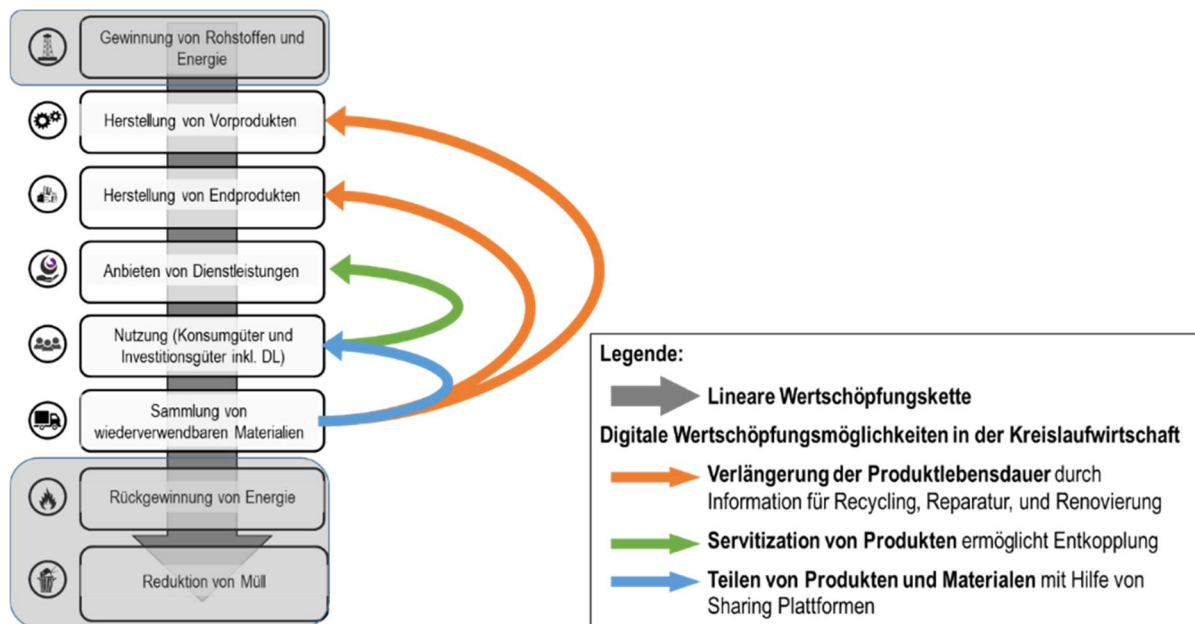 Gewinnung von Rohstoffen und
Energie
Herstellung von Vorprodukten
Herstellung von Endprodukten
Anbieten von Dienstleistungen
Nutzung (Konsumgüter und
Investitionsgüter inkl. DL)
Sammlung von
wiederverwendbaren Materialien
Rückgewinnung von Energie
Reduktion von Müll
Legende:
Lineare Wertschöpfungskette
Digitale Wertschöpfungsmöglichkeiten in der Kreislaufwirtschaft
Verlängerung der Produktlebensdauer durch
Information für Recycling, Reparatur, und Renovierung
Servitization von Produkten ermöglicht Entkopplung
Teilen von Produkten und Materialen mit Hilfe von
Sharing Plattformen